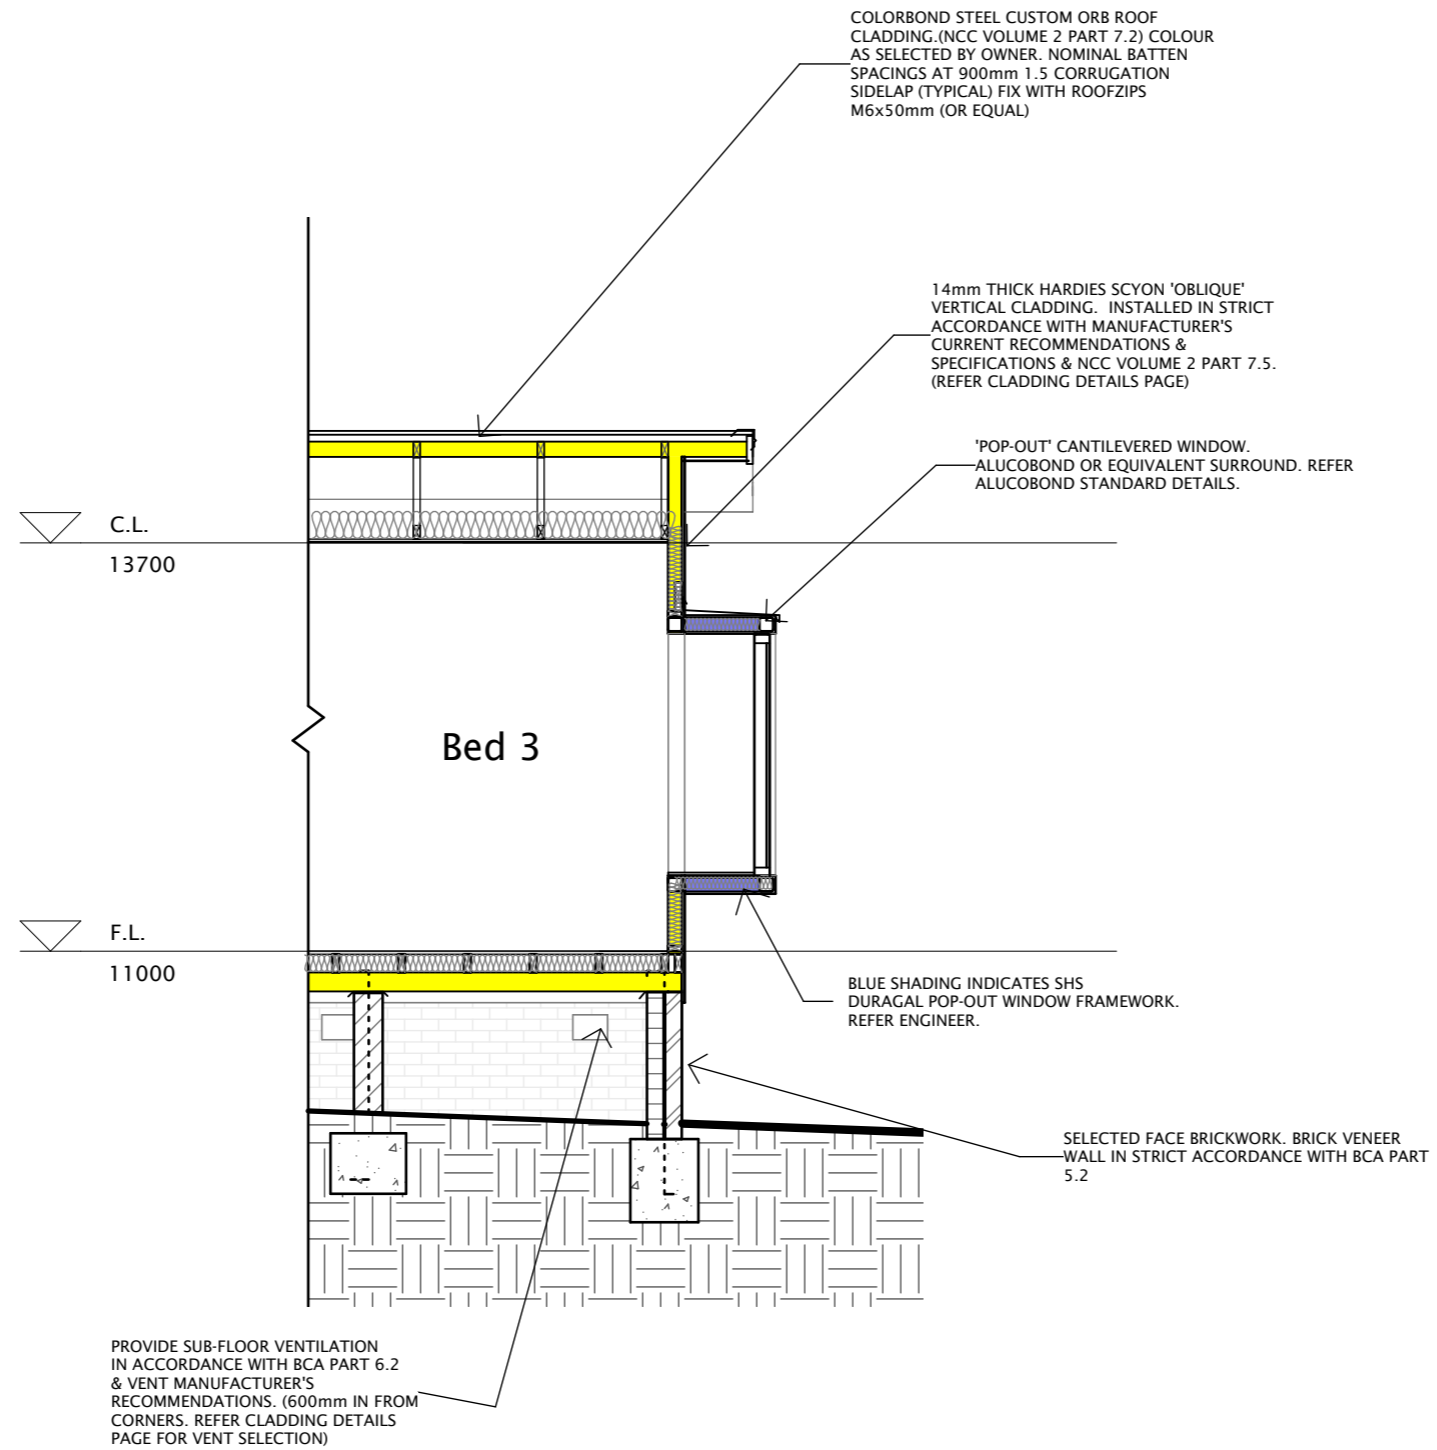 COLORBOND STEEL CUSTOM ORB ROOF
CLADDING.(NCC VOLUME 2 PART 7.2) COLOUR
AS SELECTED BY OWNER. NOMINAL BATTEN
SPACINGS AT 900mm 1.5 CORRUGATION
SIDELAP (TYPICAL) FIX WITH ROOFZIPS
M6x50mm (OR EQUAL)
14mm THICK HARDIES SCYON 'OBLIQUE'
VERTICAL CLADDING.  INSTALLED IN STRICT
ACCORDANCE WITH MANUFACTURER'S
CURRENT RECOMMENDATIONS &
SPECIFICATIONS & NCC VOLUME 2 PART 7.5.
(REFER CLADDING DETAILS PAGE)
'POP-OUT' CANTILEVERED WINDOW.
ALUCOBOND OR EQUIVALENT SURROUND. REFER
ALUCOBOND STANDARD DETAILS.
C.L.
13700
Bed 3
F.L.
11000
BLUE SHADING INDICATES SHS
DURAGAL POP-OUT WINDOW FRAMEWORK.
REFER ENGINEER.
SELECTED FACE BRICKWORK. BRICK VENEER
WALL IN STRICT ACCORDANCE WITH BCA PART
5.2
PROVIDE SUB-FLOOR VENTILATION
IN ACCORDANCE WITH BCA PART 6.2
& VENT MANUFACTURER'S
RECOMMENDATIONS. (600mm IN FROM
CORNERS. REFER CLADDING DETAILS
PAGE FOR VENT SELECTION)